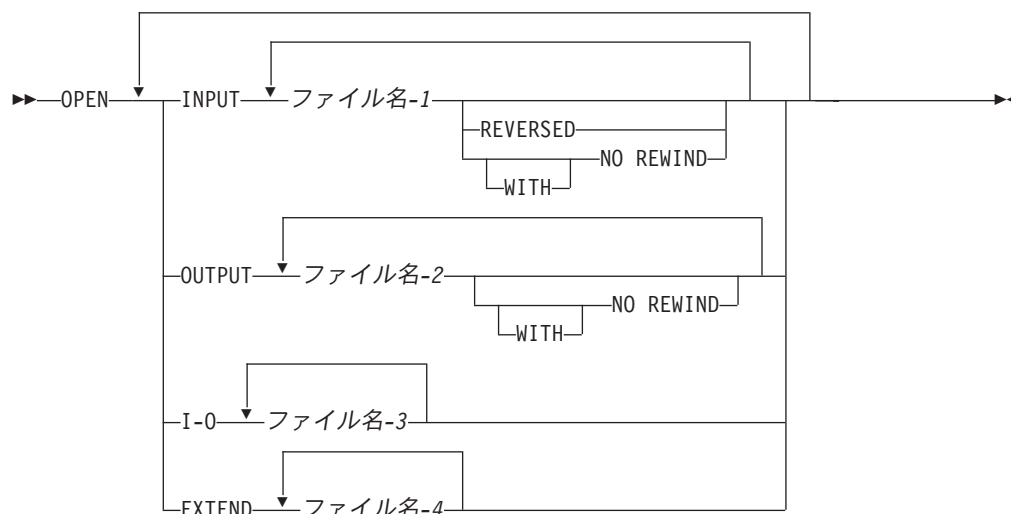 OPEN INPUT ファイル名-1
REVERSED
NO REWIND
WITH
OUTPUT ファイル名-2
NO REWIND
WITH
I-O ファイル名-3
EXTEND ファイル名-4